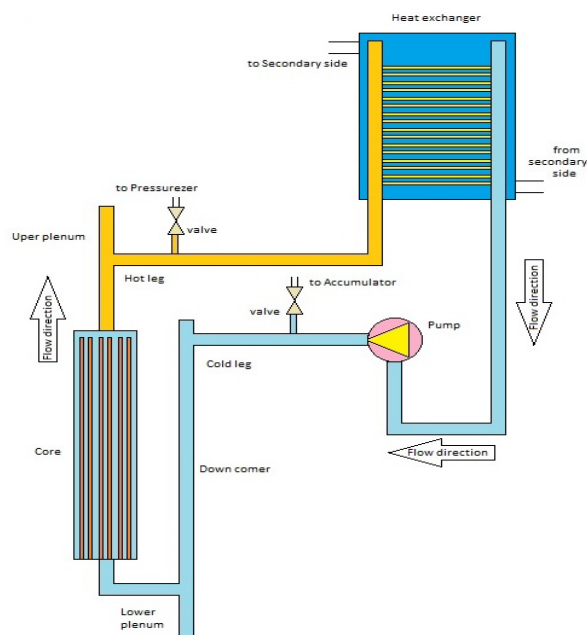 Heat exchanger
to Secondary side
from
secondary
side
to Pressurezer
valve
Uper plenum
Hot leg
to Accumulator
valve
Flow direction
Pump
Flow direction
Cold leg
Core
Down comer
Flow direction
Lower
plenum